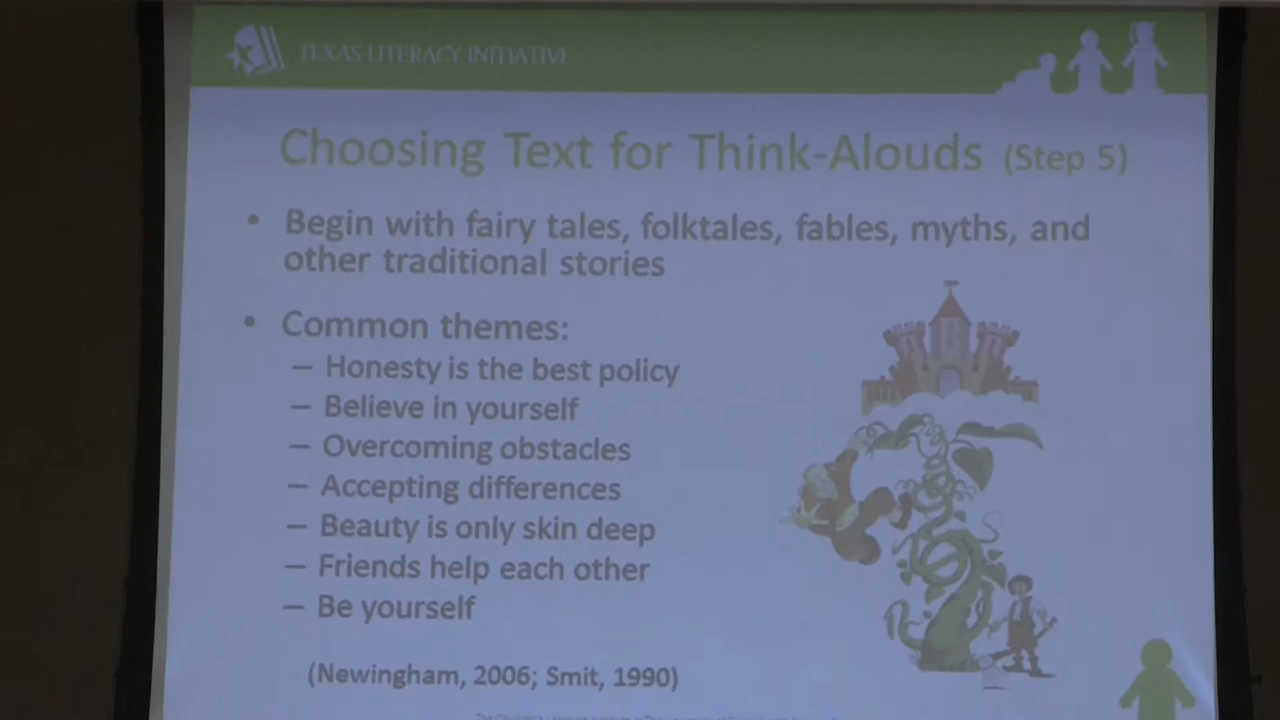 TEXAS LITERACY INITIATIVE
Choosing Text for Think-Alouds (Step 5)
• Begin with fairy tales, folktales, fables, myths, and
other traditional stories
• Common themes:
– Honesty is the best policy
– Believe in yourself
– Overcoming obstacles
– Accepting differences
– Beauty is only skin deep
– Friends help each other
– Be yourself
(Newingham, 2006; Smit, 1990)